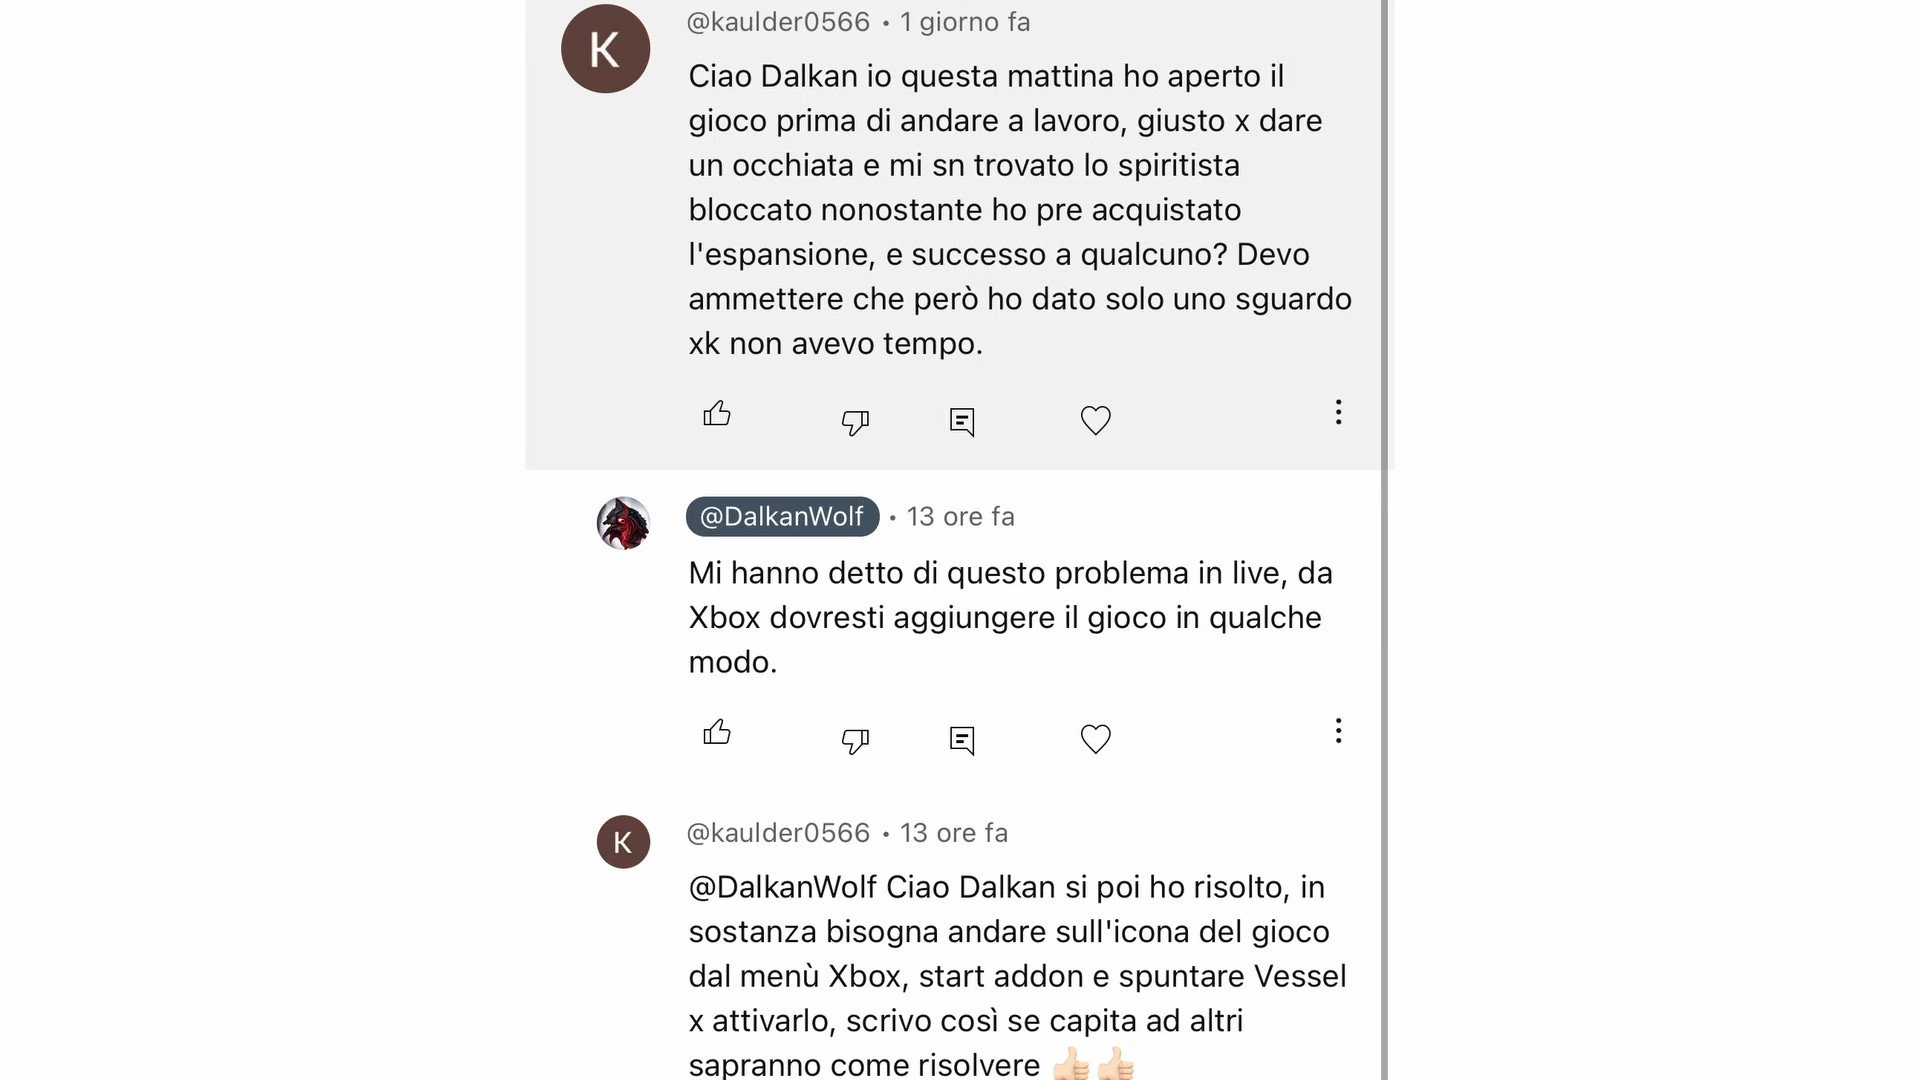 K
@kaulder0566 • 1 giorno fa
Ciao Dalkan io questa mattina ho aperto il
gioco prima di andare a lavoro, giusto x dare
un occhiata e mi sn trovato lo spiritista
bloccato nonostante ho pre acquistato
l'espansione, e successo a qualcuno? Devo
ammettere che però ho dato solo uno sguardo
xk non avevo tempo.
@DalkanWolf • 13 ore fa
Mi hanno detto di questo problema in live, da
Xbox dovresti aggiungere il gioco in qualche
modo.
K
@kaulder0566 • 13 ore fa
@DalkanWolf Ciao Dalkan si poi ho risolto, in
sostanza bisogna andare sull'icona del gioco
dal menù Xbox, start addon e spuntare Vessel
x attivarlo, scrivo così se capita ad altri
sapranno come risolvere 👍🏻👍🏻